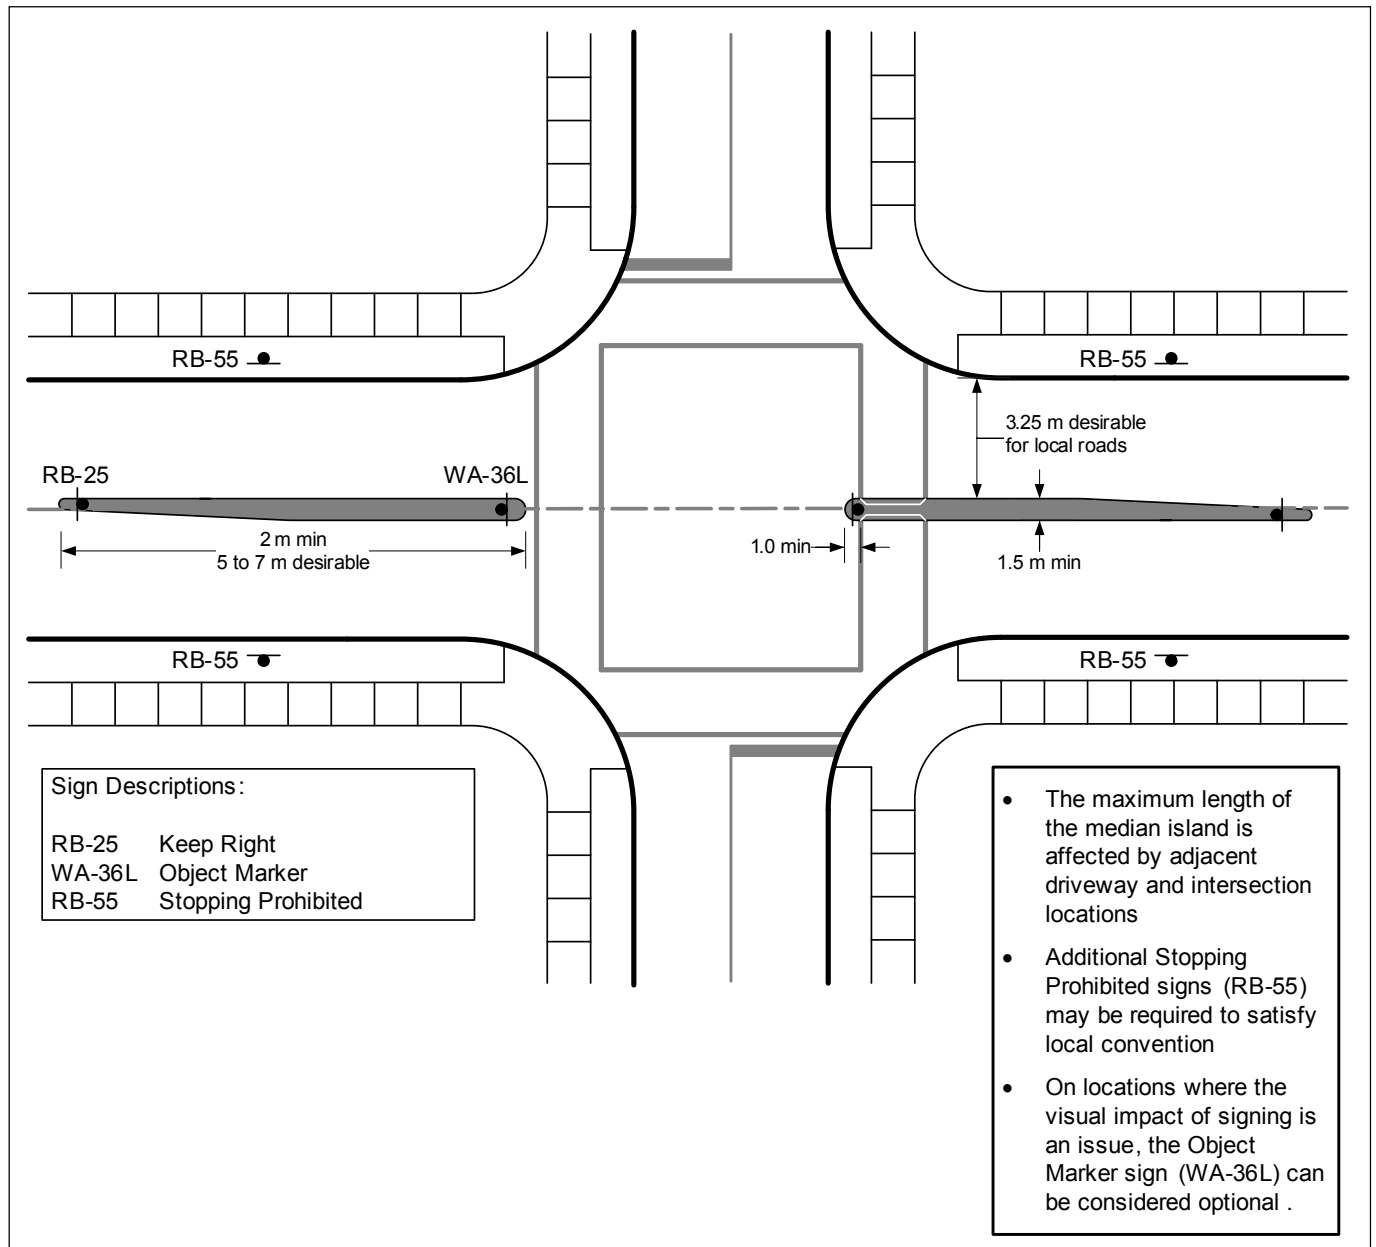 RB-55
RB-55
3.25 m desirable
for local roads
RB-25
WA-36L
2 m min
5 to 7 m desirable
1.0 min
1.5 m min
RB-55
RB-55
Sign Descriptions:
RB-25 Keep Right
WA-36L Object Marker
RB-55 Stopping Prohibited
• The maximum length of
the median island is
affected by adjacent
driveway and intersection
locations
• Additional Stopping
Prohibited signs (RB-55)
may be required to satisfy
local convention
• On locations where the
visual impact of signing is
an issue, the Object
Marker sign (WA-36L) can
be considered optional .